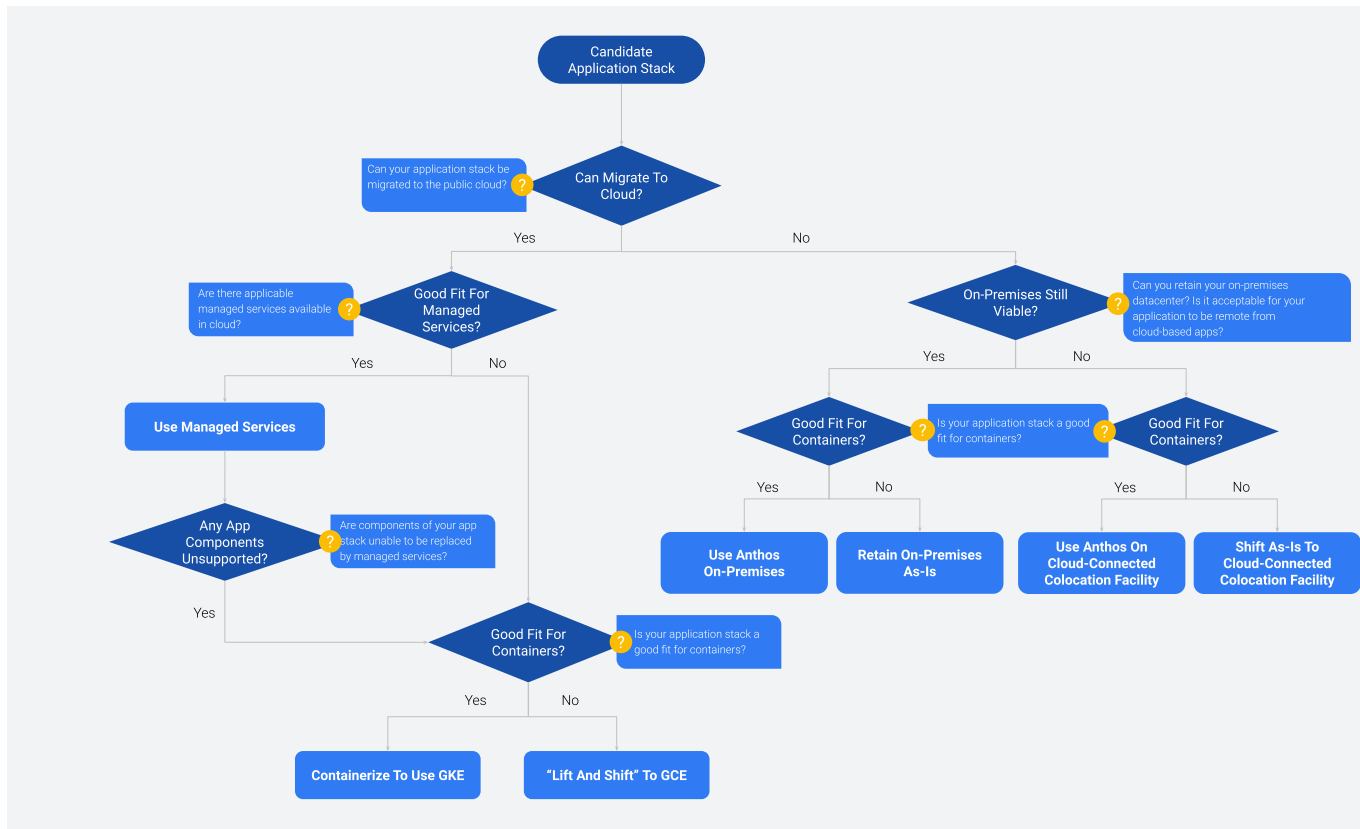 Candidate
Application Stack
Can your application stack be
migrated to the public cloud?
?
Can Migrate To
Cloud?
Yes
No
Are there applicable
managed services available
in cloud?
?
Good Fit For
Managed
Services?
On-Premises Still
Viable?
?
Can you retain your on-premises
datacenter? Is it acceptable for your
application to be remote from
cloud-based apps?
Yes
No
Yes
No
Use Managed Services
Good Fit For
Containers?
?
Is your application stack a good
fit for containers?
?
Good Fit For
Containers?
Yes
No
Yes
No
Any App
Components
Unsupported?
?
Are components of your app
stack unable to be replaced
by managed services?
Use Anthos
On-Premises
Retain On-Premises
As-Is
Use Anthos On
Cloud-Connected
Colocation Facility
Shift As-Is To
Cloud-Connected
Colocation Facility
Yes
Good Fit For
Containers?
?
Is your application stack a
good fit for containers?
Yes
No
Containerize To Use GKE
“Lift And Shift” To GCE